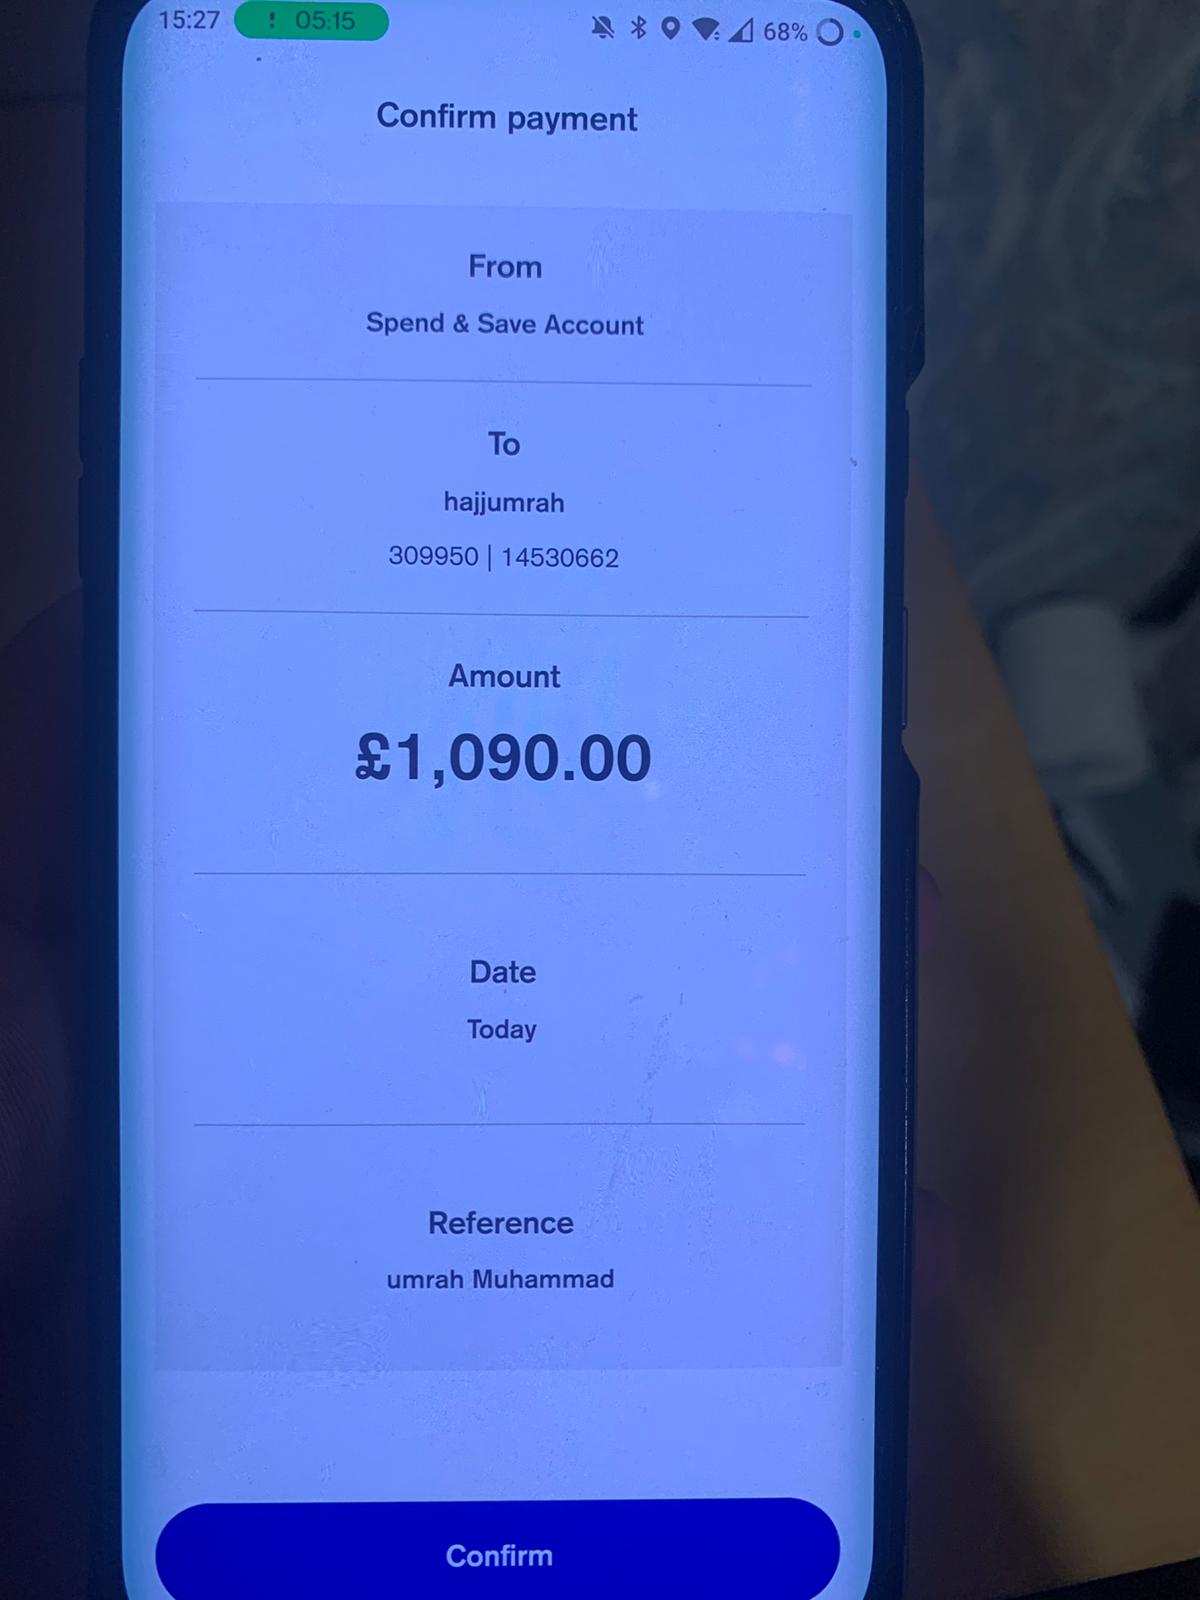 15:27 ! 05:15 68%
Confirm payment
From
Spend & Save Account
To
hajjumrah
309950 | 14530662
Amount
£1,090.00
Date
Today
Reference
umrah Muhammad
Confirm